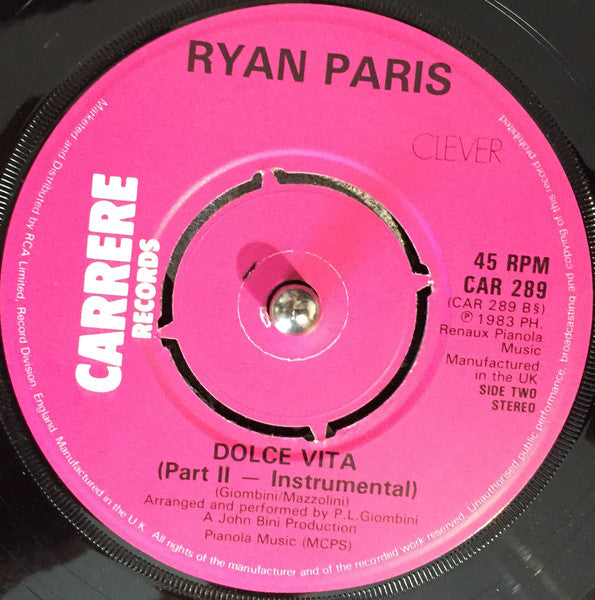 RYAN PARIS
CLEVER
CARRERE
RECORDS
45 RPM
CAR 289
(CAR 289 B§)
℗ 1983 PH.
Renaux Pianola
Music
Manufactured
in the UK
SIDE TWO
STEREO
DOLCE VITA
(Part II – Instrumental)
(Giombini/Mazzolini)
Arranged and performed by P.L.Giombini
A John Bini Production
Pianola Music (MCPS)
Marketed and Distributed by RCA Limited, Record Division, England. Manufactured in the U.K. All rights of the manufacturer and of the recorded work reserved. Unauthorised public performance, broadcasting and copying of this record prohibited.